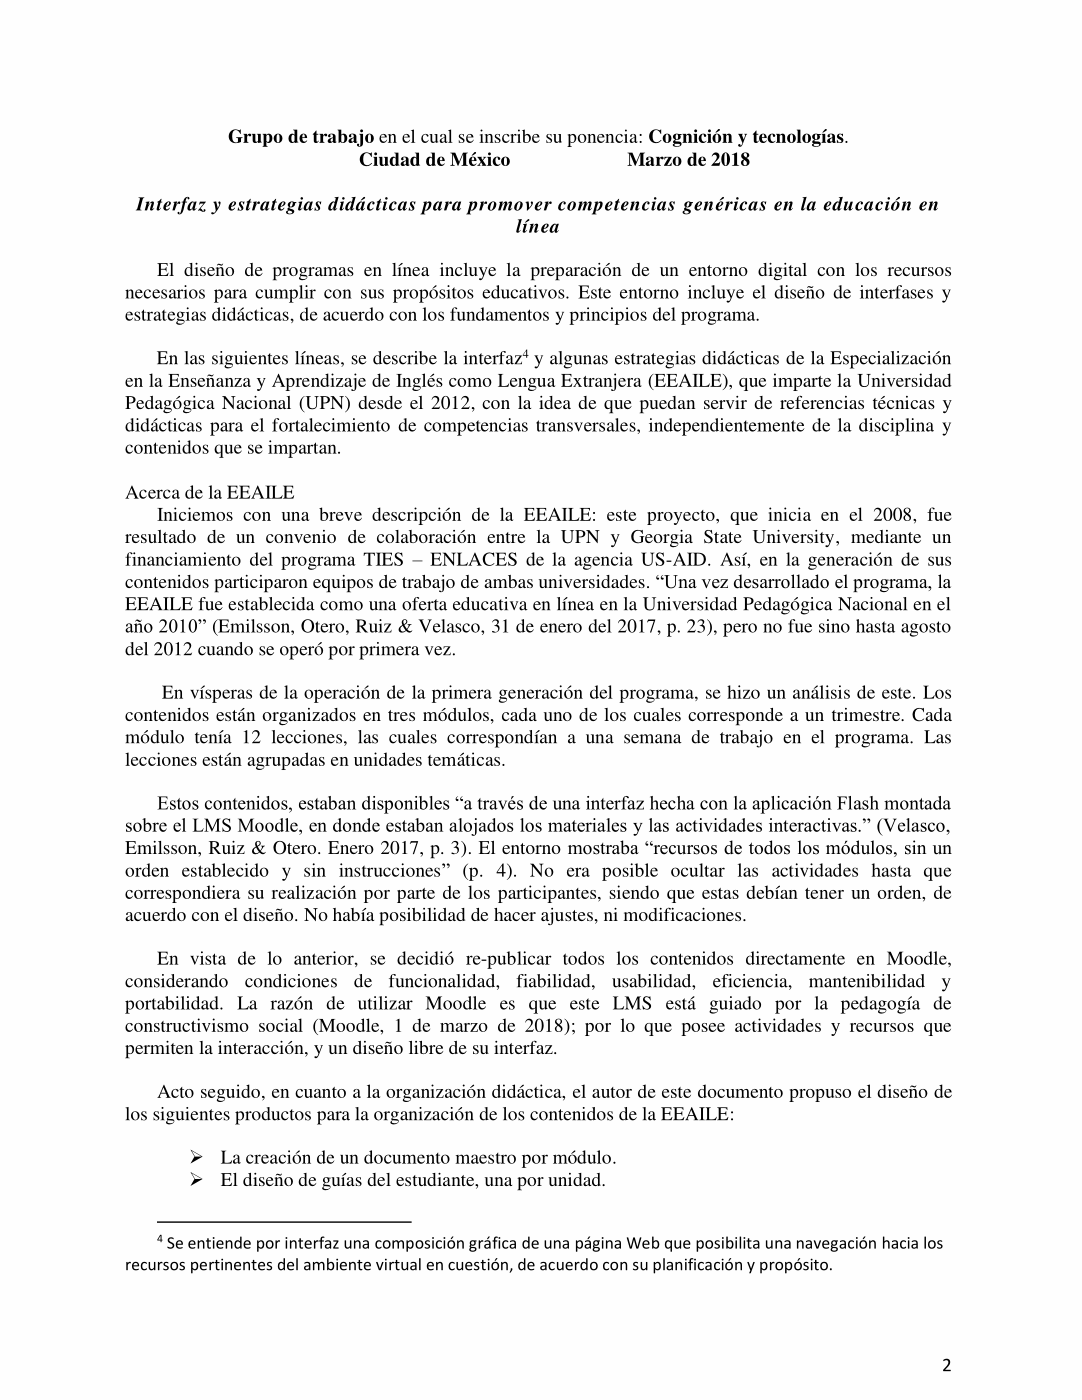 Grupo de trabajo en el cual se inscribe su ponencia: Cognición y tecnologías.
Ciudad de México Marzo de 2018
Interfaz y estrategias didácticas para promover competencias genéricas en la educación en
línea
El diseño de programas en línea incluye la preparación de un entorno digital con los recursos
necesarios para cumplir con sus propósitos educativos. Este entorno incluye el diseño de interfases y
estrategias didácticas, de acuerdo con los fundamentos y principios del programa.
En las siguientes líneas, se describe la interfaz4 y algunas estrategias didácticas de la Especialización
en la Enseñanza y Aprendizaje de Inglés como Lengua Extranjera (EEAILE), que imparte la Universidad
Pedagógica Nacional (UPN) desde el 2012, con la idea de que puedan servir de referencias técnicas y
didácticas para el fortalecimiento de competencias transversales, independientemente de la disciplina y
contenidos que se impartan.
Acerca de la EEAILE
Iniciemos con una breve descripción de la EEAILE: este proyecto, que inicia en el 2008, fue
resultado de un convenio de colaboración entre la UPN y Georgia State University, mediante un
financiamiento del programa TIES – ENLACES de la agencia US-AID. Así, en la generación de sus
contenidos participaron equipos de trabajo de ambas universidades. “Una vez desarrollado el programa, la
EEAILE fue establecida como una oferta educativa en línea en la Universidad Pedagógica Nacional en el
año 2010” (Emilsson, Otero, Ruiz & Velasco, 31 de enero del 2017, p. 23), pero no fue sino hasta agosto
del 2012 cuando se operó por primera vez.
En vísperas de la operación de la primera generación del programa, se hizo un análisis de este. Los
contenidos están organizados en tres módulos, cada uno de los cuales corresponde a un trimestre. Cada
módulo tenía 12 lecciones, las cuales correspondían a una semana de trabajo en el programa. Las
lecciones están agrupadas en unidades temáticas.
Estos contenidos, estaban disponibles “a través de una interfaz hecha con la aplicación Flash montada
sobre el LMS Moodle, en donde estaban alojados los materiales y las actividades interactivas.” (Velasco,
Emilsson, Ruiz & Otero. Enero 2017, p. 3). El entorno mostraba “recursos de todos los módulos, sin un
orden establecido y sin instrucciones” (p. 4). No era posible ocultar las actividades hasta que
correspondiera su realización por parte de los participantes, siendo que estas debían tener un orden, de
acuerdo con el diseño. No había posibilidad de hacer ajustes, ni modificaciones.
En vista de lo anterior, se decidió re-publicar todos los contenidos directamente en Moodle,
considerando condiciones de funcionalidad, fiabilidad, usabilidad, eficiencia, mantenibilidad y
portabilidad. La razón de utilizar Moodle es que este LMS está guiado por la pedagogía de
constructivismo social (Moodle, 1 de marzo de 2018); por lo que posee actividades y recursos que
permiten la interacción, y un diseño libre de su interfaz.
Acto seguido, en cuanto a la organización didáctica, el autor de este documento propuso el diseño de
los siguientes productos para la organización de los contenidos de la EEAILE:
➢ La creación de un documento maestro por módulo.
➢ El diseño de guías del estudiante, una por unidad.
4 Se entiende por interfaz una composición gráfica de una página Web que posibilita una navegación hacia los
recursos pertinentes del ambiente virtual en cuestión, de acuerdo con su planificación y propósito.
2